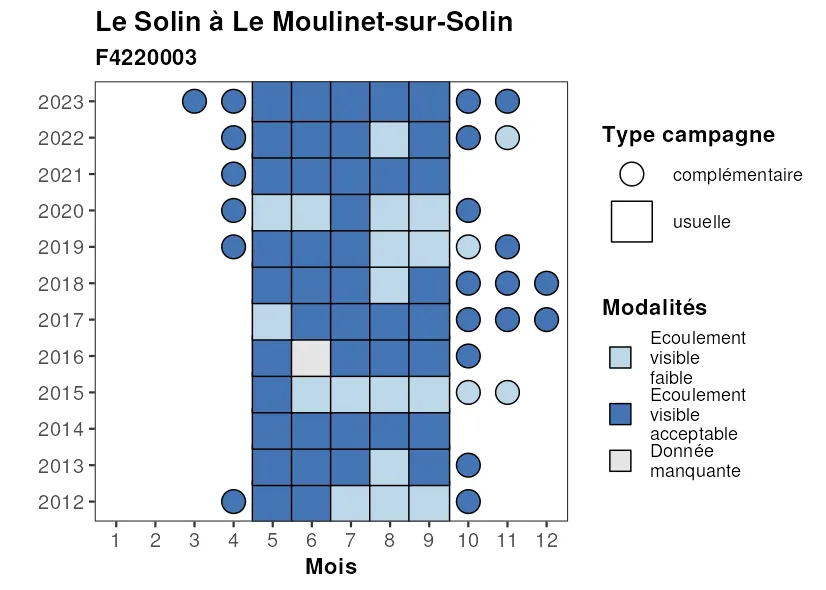 Le Solin à Le Moulinet-sur-Solin
F4220003
2023
2022
2021
2020
2019
2018
2017
2016
2015
2014
2013
2012
1 2 3 4 5 6 7 8 9 10 11 12
Mois
Type campagne
complémentaire
usuelle
Modalités
Ecoulement
visible
faible
Ecoulement
visible
acceptable
Donnée
manquante